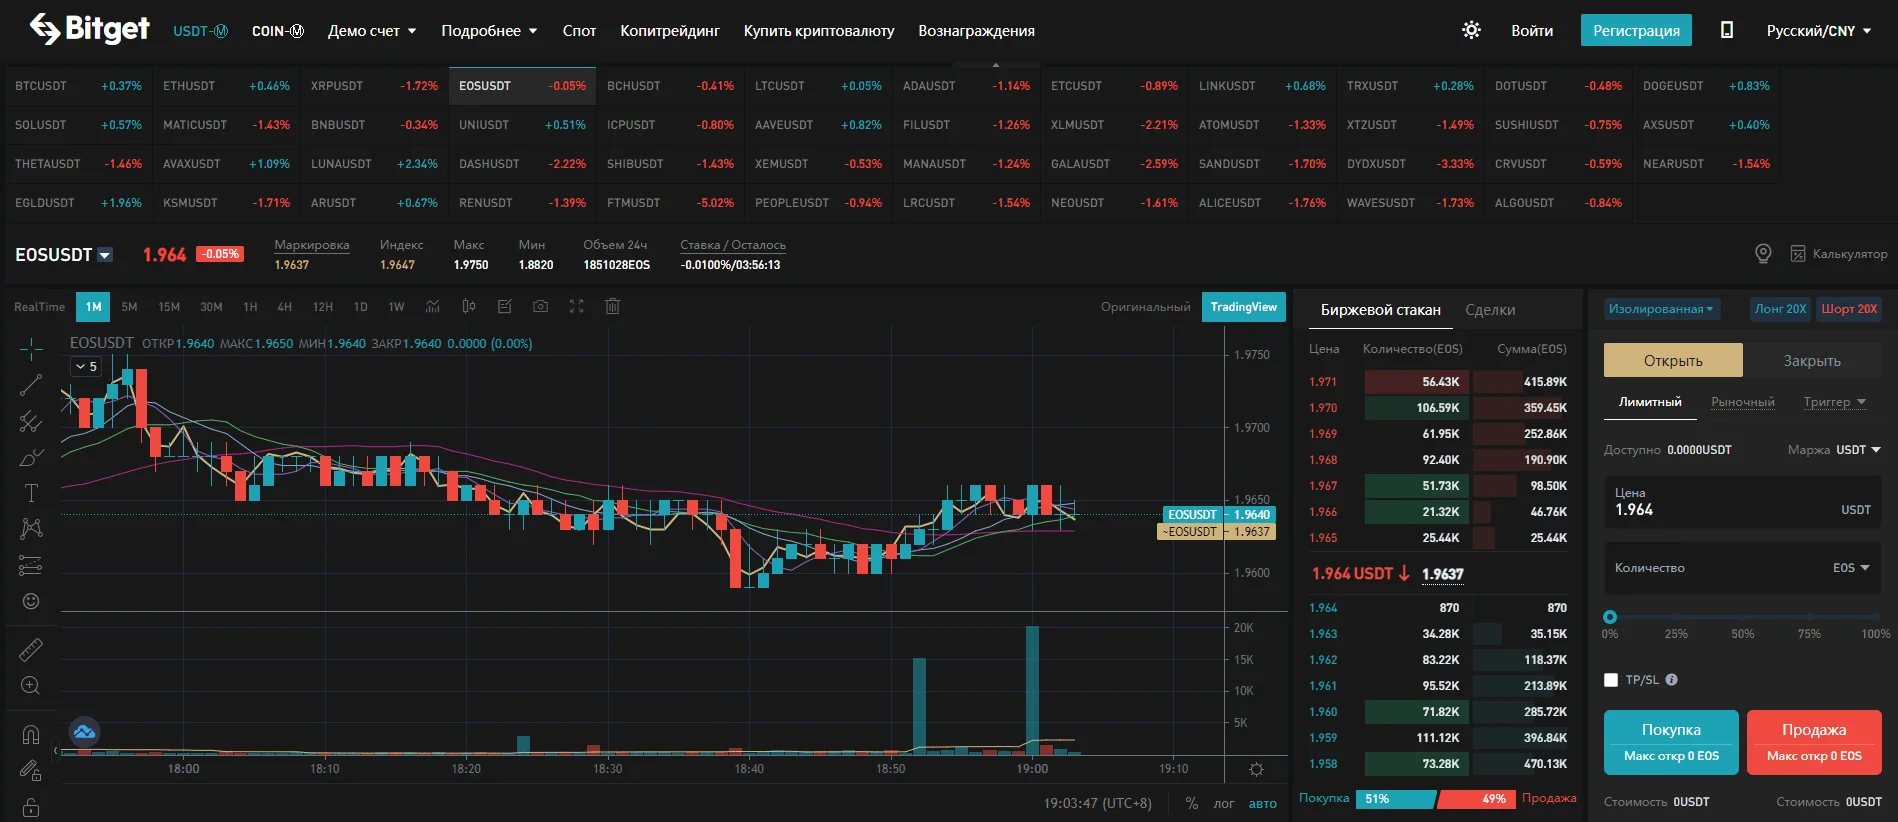 Bitget USDT-Ⓜ COIN-Ⓜ Демо счет Подробнее Спот Копитрейдинг Купить криптовалюту Вознаграждения Войти Регистрация Русский/CNY
BTCUSDT +0.37% ETHUSDT +0.46% XRPUSDT -1.72% EOSUSDT -0.05% BCHUSDT -0.41% LTCUSDT +0.05% ADAUSDT -1.14% ETCUSDT -0.89% LINKUSDT +0.68% TRXUSDT +0.28% DOTUSDT -0.48% DOGEUSDT +0.83%
SOLUSDT +0.57% MATICUSDT -1.43% BNBUSDT -0.34% UNIUSDT +0.51% ICPUSDT -0.80% AAVEUSDT +0.82% FILUSDT -1.26% XLMUSDT -2.21% ATOMUSDT -1.33% XTZUSDT -1.49% SUSHIUSDT -0.75% AXSUSDT +0.40%
THETAUSDT -1.46% AVAXUSDT +1.09% LUNAUSDT +2.34% DASHUSDT -2.22% SHIBUSDT -1.43% XEMUSDT -0.53% MANAUSDT -1.24% GALAUSDT -2.59% SANDUSDT -1.70% DYDXUSDT -3.33% CRVUSDT -0.59% NEARUSDT -1.54%
EGLDUSDT +1.96% KSMUSDT -1.71% ARUSDT +0.67% RENUSDT -1.39% FTMUSDT -5.02% PEOPLEUSDT -0.94% LRCUSDT -1.54% NEOUSDT -1.61% ALICEUSDT -1.76% WAVESUSDT -1.73% ALGOUSDT -0.84%
EOSUSDT 1.964 -0.05%
Маркировка Индекс Макс Мин Объем 24ч Ставка / Осталось
1.9637 1.9647 1.9750 1.8820 1851028EOS -0.0100%/03:56:13
Калькулятор
RealTime 1M 5M 15M 30M 1H 4H 12H 1D 1W Оригинальный TradingView
EOSUSDT ОТКР1.9640 МАКС1.9650 МИН1.9640 ЗАКР1.9640 0.0000 (0.00%)
5
1.9750
1.9700
1.9650
EOSUSDT 1.9640
~EOSUSDT 1.9637
1.9600
20K
15K
10K
5K
18:00 18:10 18:20 18:30 18:40 18:50 19:00 19:10
19:03:47 (UTC+8) % лог авто
Биржевой стакан Сделки
Цена Количество(EOS) Сумма(EOS)
1.971 56.43K 415.89K
1.970 106.59K 359.45K
1.969 61.95K 252.86K
1.968 92.40K 190.90K
1.967 51.73K 98.50K
1.966 21.32K 46.76K
1.965 25.44K 25.44K
1.964 USDT↓ 1.9637
1.964 870 870
1.963 34.28K 35.15K
1.962 83.22K 118.37K
1.961 95.52K 213.89K
1.960 71.82K 285.72K
1.959 111.12K 396.84K
1.958 73.28K 470.13K
Покупка 51% 49% Продажа
Изолированная Лонг 20X Шорт 20X
Открыть Закрыть
Лимитный Рыночный Триггер
Доступно 0.0000USDT Маржа USDT
Цена
1.964 USDT
Количество EOS
0% 25% 50% 75% 100%
TP/SL
Покупка Продажа
Макс откр 0 EOS Макс откр 0 EOS
Стоимость 0USDT Стоимость 0USDT